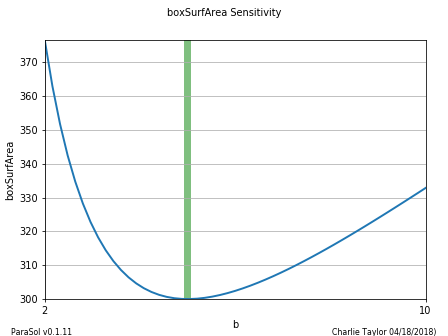 boxSurfArea Sensitivity
370
360
350
340
330
320
310
300
boxSurfArea
2
10
b
ParaSol v0.1.11
Charlie Taylor 04/18/2018)